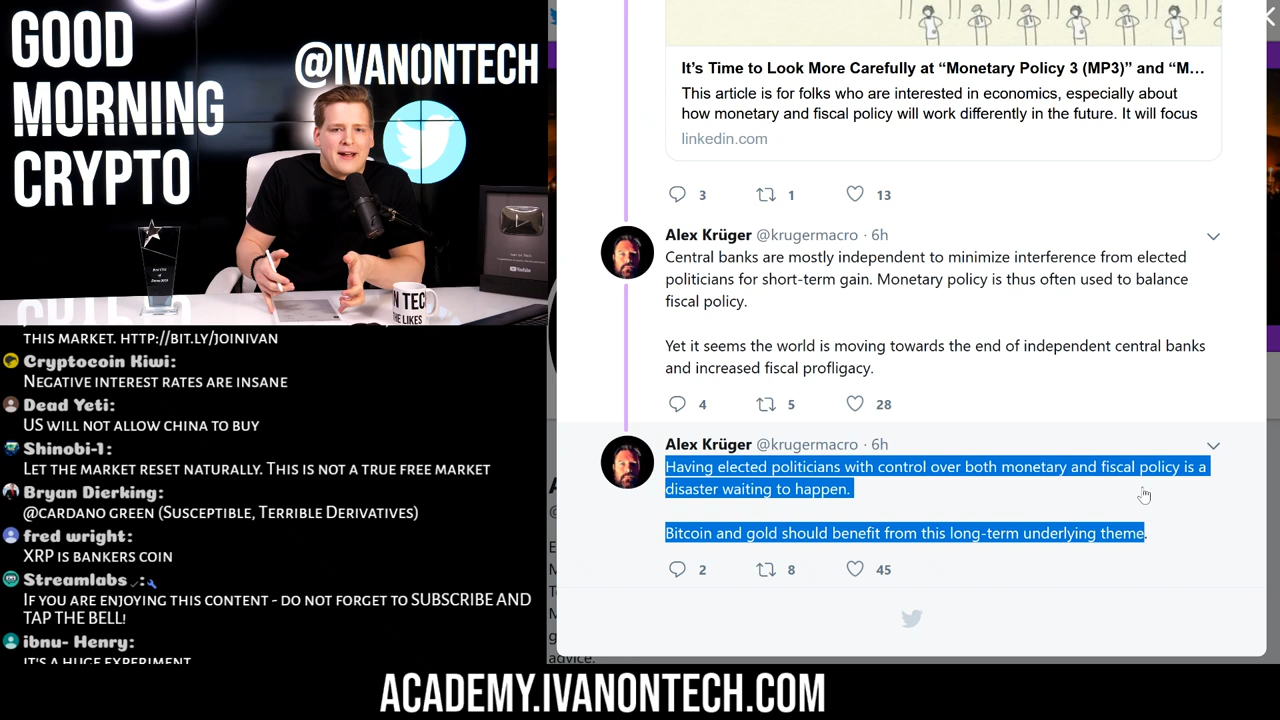 GOOD
MORNING
CRYPTO
@IVANONTECH
YouTube
N TEC
THE LIKES
THIS MARKET. HTTP://BIT.LY/JOINIVAN
Cryptocoin Kiwi:
NEGATIVE INTEREST RATES ARE INSANE
Dead Yeti:
US WILL NOT ALLOW CHINA TO BUY
Shinobi-1:
LET THE MARKET RESET NATURALLY. THIS IS NOT A TRUE FREE MARKET
Bryan Dierking:
@CARDANO GREEN (SUSCEPTIBLE, TERRIBLE DERIVATIVES)
fred wright:
XRP IS BANKERS COIN
Streamlabs :
IF YOU ARE ENJOYING THIS CONTENT - DO NOT FORGET TO SUBSCRIBE AND
TAP THE BELL!
ibnu- Henry:
IT'S A HUGE EXPERIMENT
It's Time to Look More Carefully at “Monetary Policy 3 (MP3)” and “M...
This article is for folks who are interested in economics, especially about
how monetary and fiscal policy will work differently in the future. It will focus
linkedin.com
3 1 13
Alex Krüger @krugermacro · 6h
Central banks are mostly independent to minimize interference from elected
politicians for short-term gain. Monetary policy is thus often used to balance
fiscal policy.
Yet it seems the world is moving towards the end of independent central banks
and increased fiscal profligacy.
4 5 28
Alex Krüger @krugermacro · 6h
Having elected politicians with control over both monetary and fiscal policy is a
disaster waiting to happen.
Bitcoin and gold should benefit from this long-term underlying theme.
2 8 45
advice.
ACADEMY.IVANONTECH.COM